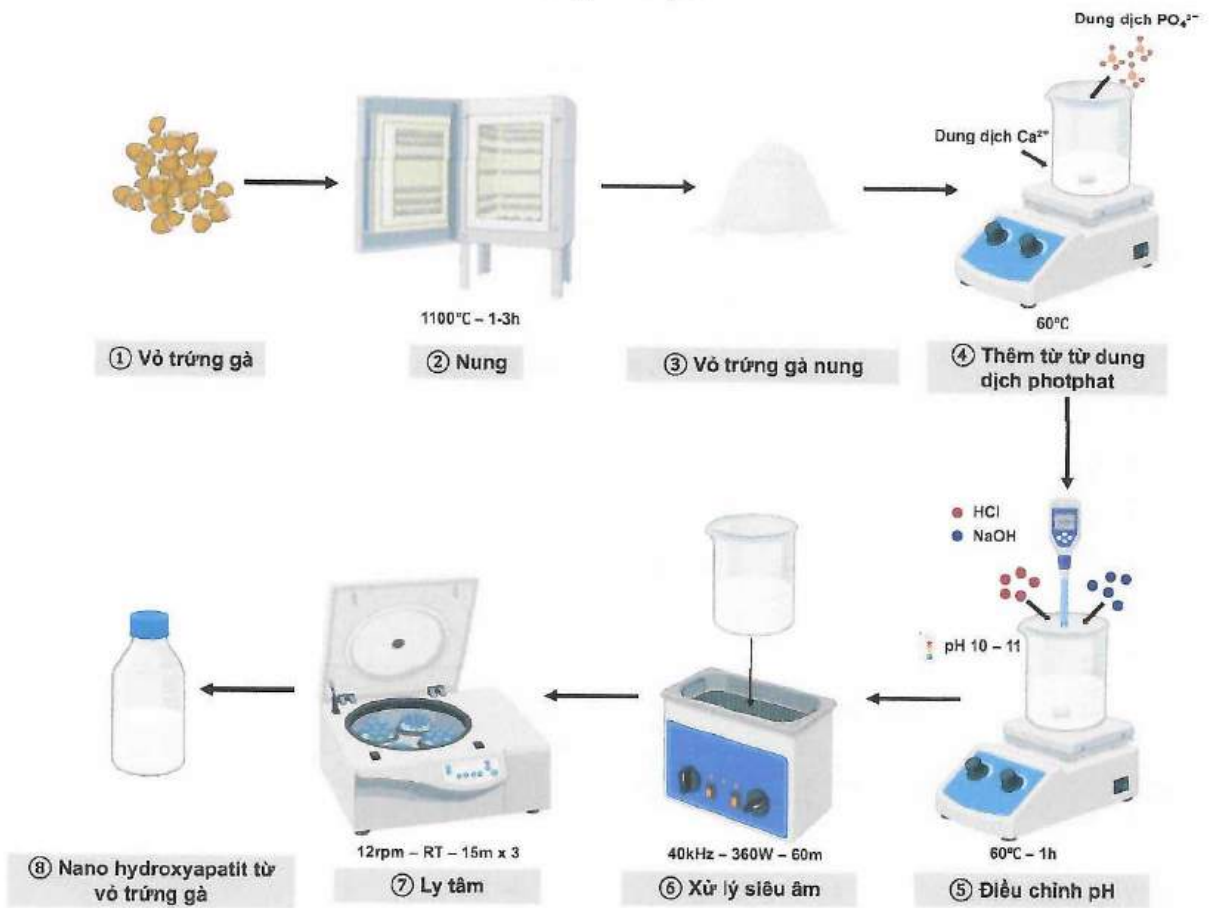 Dung dịch PO₄³⁻
Dung dịch Ca²⁺
1100°C – 1-3h
60°C
① Vỏ trứng gà
② Nung
③ Vỏ trứng gà nung
④ Thêm từ từ dung
dịch photphat
HCl
NaOH
pH 10 – 11
12rpm – RT – 15m x 3
40kHz – 360W – 60m
60°C – 1h
⑧ Nano hydroxyapatit từ
vỏ trứng gà
⑦ Ly tâm
⑥ Xử lý siêu âm
⑤ Điều chỉnh pH